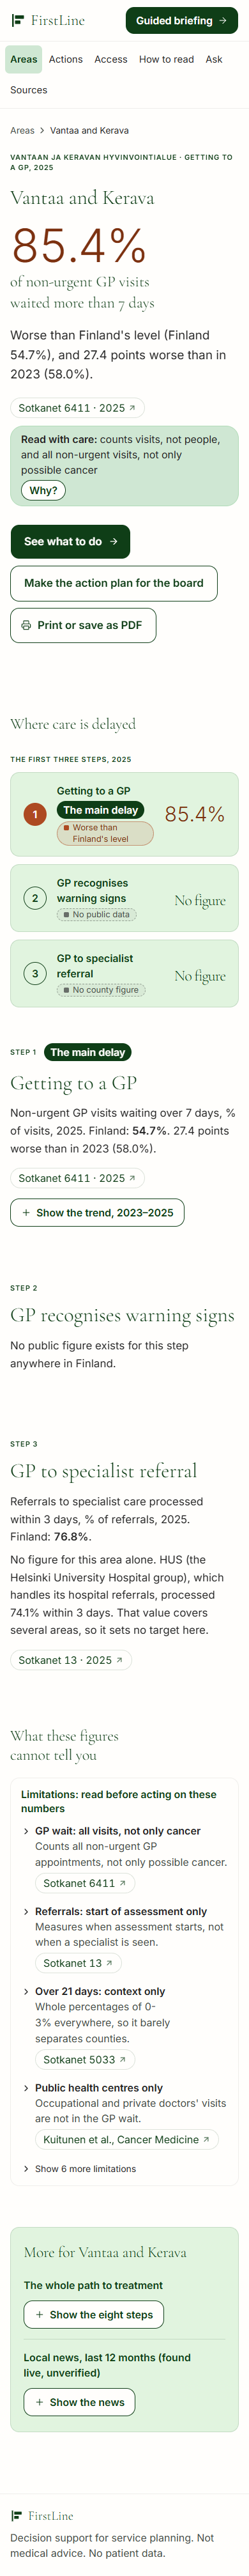 FirstLine
Guided briefing →
Areas Actions Access How to read Ask
Sources
Areas > Vantaa and Kerava
VANTAAN JA KERAVAN HYVINVOINTIALUE · GETTING TO
A GP, 2025
Vantaa and Kerava
85.4%
of non-urgent GP visits
waited more than 7 days
Worse than Finland's level (Finland
54.7%), and 27.4 points worse than in
2023 (58.0%).
Sotkanet 6411 · 2025 ↗
Read with care: counts visits, not people,
and all non-urgent visits, not only
possible cancer
Why?
See what to do →
Make the action plan for the board
Print or save as PDF
Where care is delayed
THE FIRST THREE STEPS, 2025
1
Getting to a GP
The main delay
Worse than
Finland's level
85.4%
2
GP recognises
warning signs
No public data
No figure
3
GP to specialist
referral
No county figure
No figure
STEP 1 The main delay
Getting to a GP
Non-urgent GP visits waiting over 7 days, %
of visits, 2025. Finland: 54.7%. 27.4 points
worse than in 2023 (58.0%).
Sotkanet 6411 · 2025 ↗
+ Show the trend, 2023–2025
STEP 2
GP recognises warning signs
No public figure exists for this step
anywhere in Finland.
STEP 3
GP to specialist referral
Referrals to specialist care processed
within 3 days, % of referrals, 2025.
Finland: 76.8%.
No figure for this area alone. HUS (the
Helsinki University Hospital group), which
handles its hospital referrals, processed
74.1% within 3 days. That value covers
several areas, so it sets no target here.
Sotkanet 13 · 2025 ↗
What these figures
cannot tell you
Limitations: read before acting on these
numbers
> GP wait: all visits, not only cancer
Counts all non-urgent GP
appointments, not only possible cancer.
Sotkanet 6411 ↗
> Referrals: start of assessment only
Measures when assessment starts, not
when a specialist is seen.
Sotkanet 13 ↗
> Over 21 days: context only
Whole percentages of 0-
3% everywhere, so it barely
separates counties.
Sotkanet 5033 ↗
> Public health centres only
Occupational and private doctors' visits
are not in the GP wait.
Kuitunen et al., Cancer Medicine ↗
> Show 6 more limitations
More for Vantaa and Kerava
The whole path to treatment
+ Show the eight steps
Local news, last 12 months (found
live, unverified)
+ Show the news
FirstLine
Decision support for service planning. Not
medical advice. No patient data.